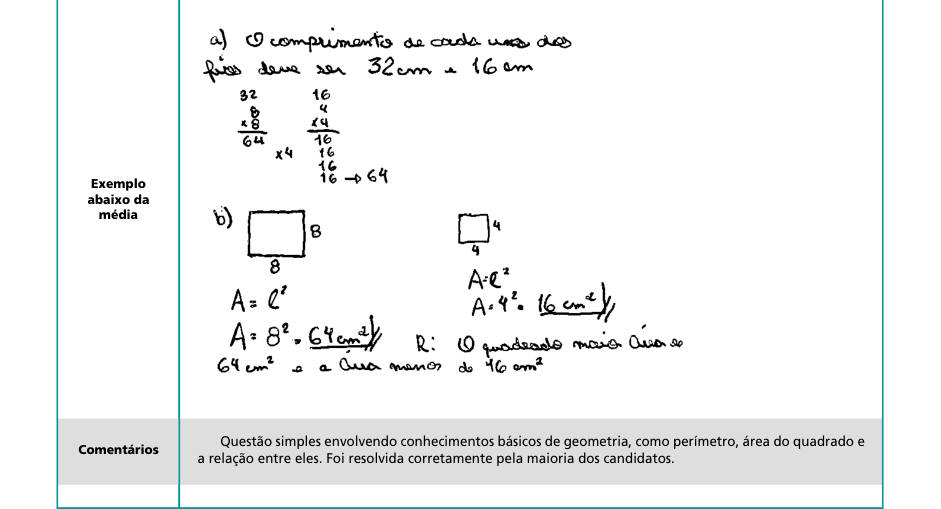 a) O comprimento de cada uns dos
fios deve ser 32 cm e 16 cm
32 16
8 4
x 8 x4
64 16
x4 16
16
16 → 64
Exemplo
abaixo da
média
b) 8 4
8 4
A = l²
A = l²
A = 4² = 16 cm²
A = 8² = 64 cm² R: O quadrado maior área e
64 cm² e a área menor de 16 cm²
Comentários
Questão simples envolvendo conhecimentos básicos de geometria, como perímetro, área do quadrado e
a relação entre eles. Foi resolvida corretamente pela maioria dos candidatos.